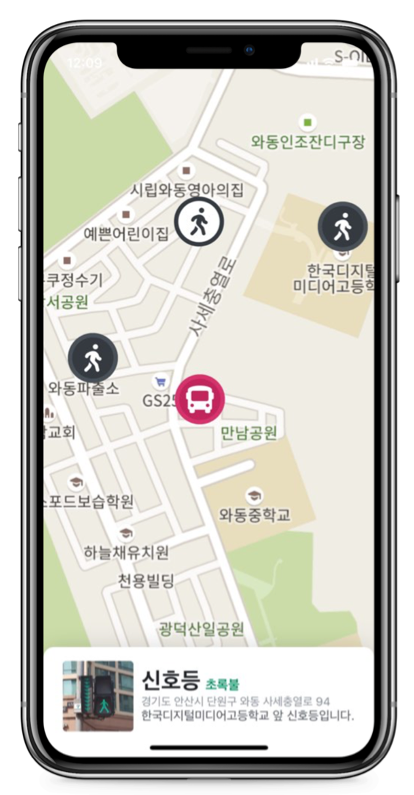 12:09
S-OIL
와동인조잔디구장
시립와동영아의집
예쁜어린이집
한국디지털
미디어고등학
쿠정수기
서공원
사세충열로
와동파출소
GS25
만남공원
교회
포드보습학원
와동중학교
하늘채유치원
천용빌딩
광덕산일공원
신호등 초록불
경기도 안산시 단원구 와동 사세충열로 94
한국디지털미디어고등학교 앞 신호등입니다.